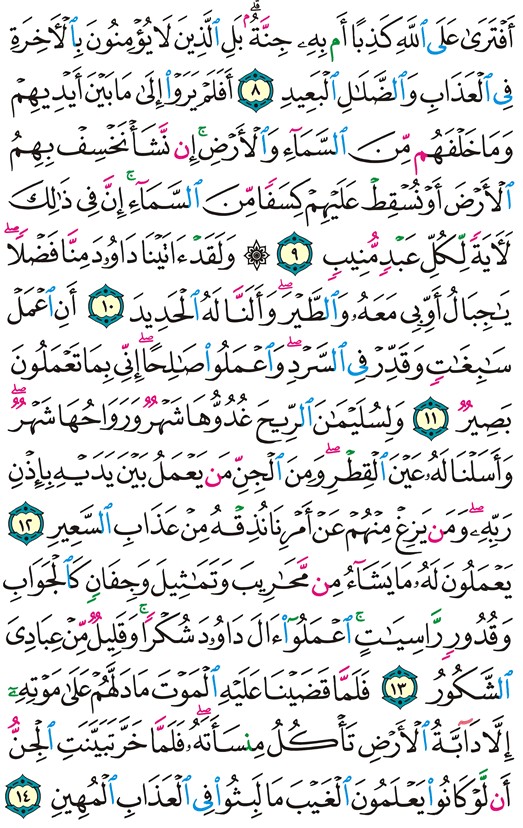 أَفْتَرَىٰ عَلَى ٱللَّهِ كَذِبًا أَم بِهِۦ جِنَّةٌۢ ۗ بَلِ ٱلَّذِينَ لَا يُؤْمِنُونَ بِٱلْأَخِرَةِ
فِى ٱلْعَذَابِ وَٱلضَّلَٰلِ ٱلْبَعِيدِ ٨ أَفَلَمْ يَرَوْا۟ إِلَىٰ مَا بَيْنَ أَيْدِيهِمْ
وَمَا خَلْفَهُم مِّنَ ٱلسَّمَآءِ وَٱلْأَرْضِ ۚ إِن نَّشَأْ نَخْسِفْ بِهِمُ
ٱلْأَرْضَ أَوْ نُسْقِطْ عَلَيْهِمْ كِسَفًا مِّنَ ٱلسَّمَآءِ ۚ إِنَّ فِى ذَٰلِكَ
لَأَيَةً لِّكُلِّ عَبْدٍ مُّنِيبٍ ٩ ۞ وَلَقَدْ ءَاتَيْنَا دَاوُۥدَ مِنَّا فَضْلًا ۖ
يَٰجِبَالُ أَوِّبِى مَعَهُۥ وَٱلطَّيْرَ ۖ وَأَلَنَّا لَهُ ٱلْحَدِيدَ ١٠ أَنِ ٱعْمَلْ
سَٰبِغَٰتٍ وَقَدِّرْ فِى ٱلسَّرْدِ ۖ وَٱعْمَلُوا۟ صَٰلِحًا ۖ إِنِّى بِمَا تَعْمَلُونَ
بَصِيرٌ ١١ وَلِسُلَيْمَٰنَ ٱلرِّيحَ غُدُوُّهَا شَهْرٌ وَرَوَاحُهَا شَهْرٌ ۖ
وَأَسَلْنَا لَهُۥ عَيْنَ ٱلْقِطْرِ ۖ وَمِنَ ٱلْجِنِّ مَن يَعْمَلُ بَيْنَ يَدَيْهِ بِإِذْنِ
رَبِّهِۦ ۖ وَمَن يَزِغْ مِنْهُمْ عَنْ أَمْرِنَا نُذِقْهُ مِنْ عَذَابِ ٱلسَّعِيرِ ١٢
يَعْمَلُونَ لَهُۥ مَا يَشَآءُ مِن مَّحَٰرِيبَ وَتَمَٰثِيلَ وَجِفَانٍ كَٱلْجَوَابِ
وَقُدُورٍ رَّاسِيَٰتٍ ۚ ٱعْمَلُوٓا۟ ءَالَ دَاوُۥدَ شُكْرًا ۚ وَقَلِيلٌ مِّنْ عِبَادِىَ
ٱلشَّكُورُ ١٣ فَلَمَّا قَضَيْنَا عَلَيْهِ ٱلْمَوْتَ مَا دَلَّهُمْ عَلَىٰ مَوْتِهِۦٓ
إِلَّا دَآبَّةُ ٱلْأَرْضِ تَأْكُلُ مِنسَأَتَهُۥ ۖ فَلَمَّا خَرَّ تَبَيَّنَتِ ٱلْجِنُّ
أَن لَّوْ كَانُوا۟ يَعْلَمُونَ ٱلْغَيْبَ مَا لَبِثُوا۟ فِى ٱلْعَذَابِ ٱلْمُهِينِ ١٤